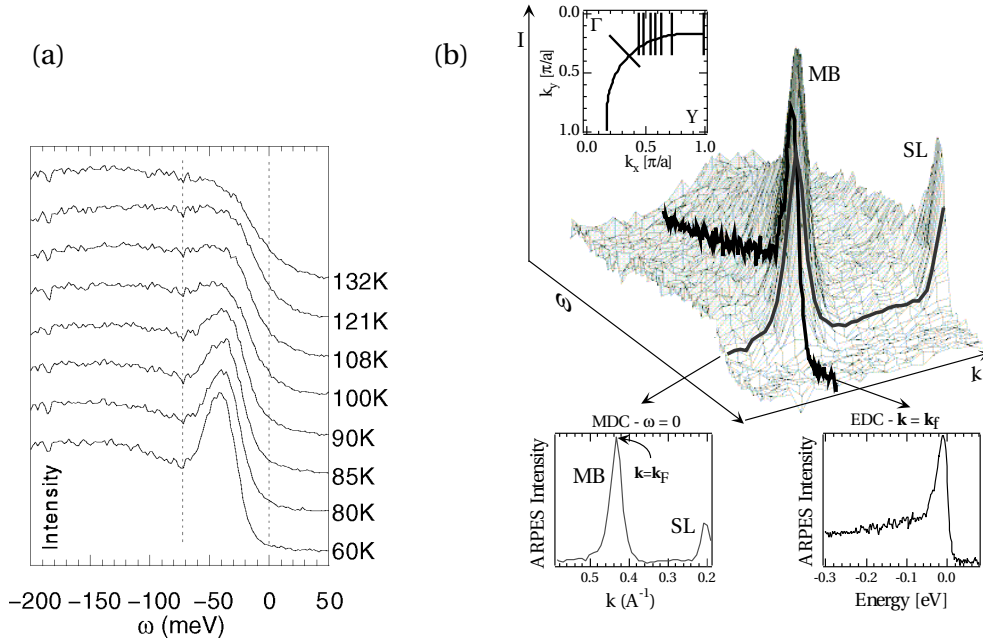 (a)
132K
121K
108K
100K
90K
85K
80K
60K
Intensity
−200 −150 −100 −50 0 50
ω (meV)
(b)
I
0.0
0.5
1.0
k_y [π/a]
Γ
Y
0.0 0.5 1.0
k_x [π/a]
MB
SL
ω
k
MDC - ω = 0
ARPES Intensity
MB
k=k_F
SL
0.5 0.4 0.3 0.2
k (A⁻¹)
EDC - k = k_f
ARPES Intensity
-0.3 -0.2 -0.1 0.0
Energy [eV]